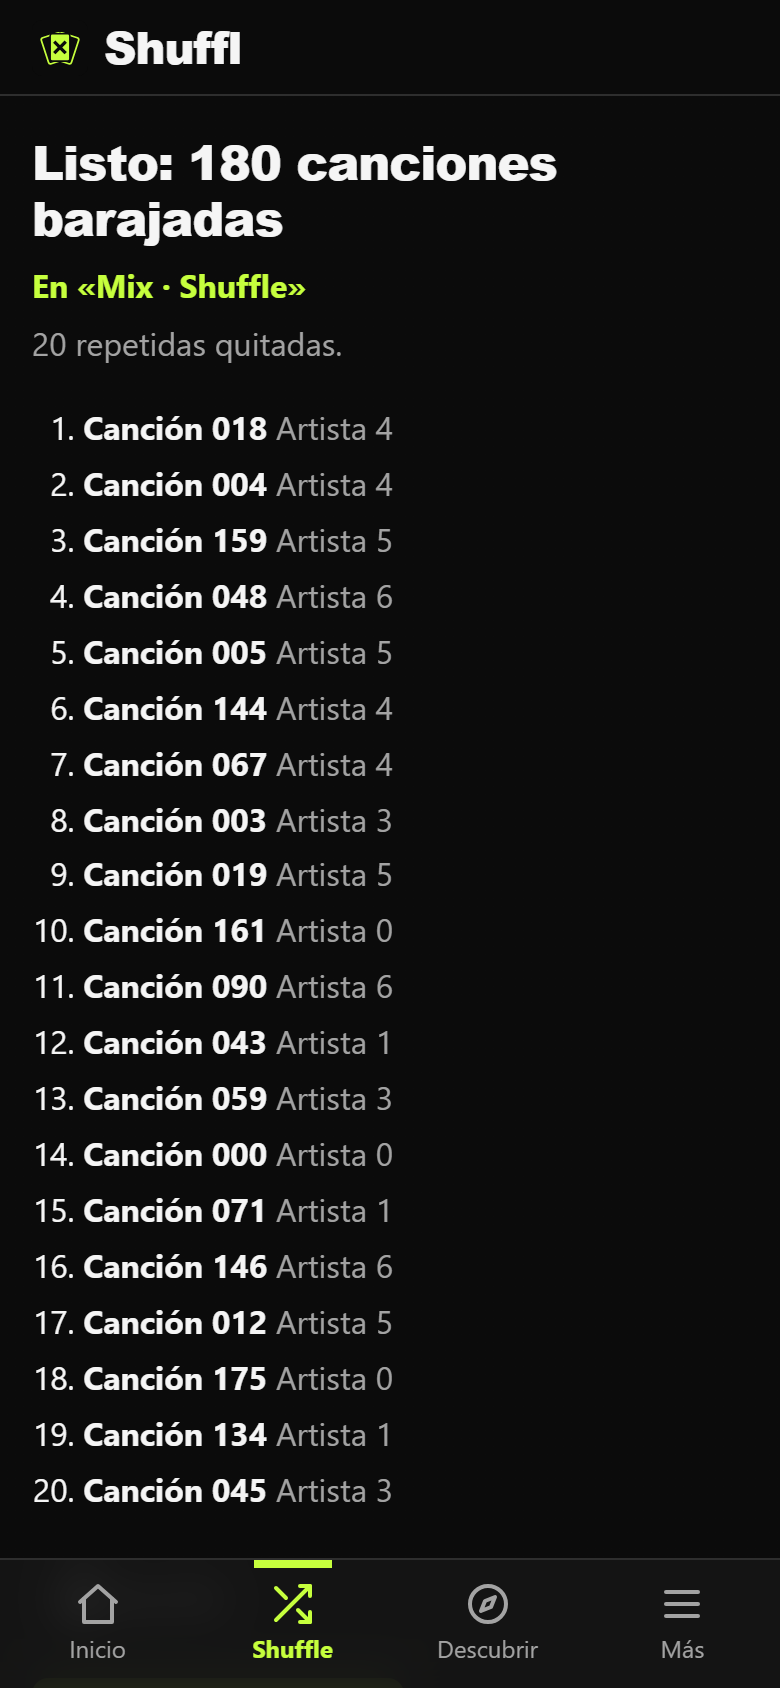 Shuffl
Listo: 180 canciones
barajadas
En «Mix · Shuffle»
20 repetidas quitadas.
1. Canción 018 Artista 4
2. Canción 004 Artista 4
3. Canción 159 Artista 5
4. Canción 048 Artista 6
5. Canción 005 Artista 5
6. Canción 144 Artista 4
7. Canción 067 Artista 4
8. Canción 003 Artista 3
9. Canción 019 Artista 5
10. Canción 161 Artista 0
11. Canción 090 Artista 6
12. Canción 043 Artista 1
13. Canción 059 Artista 3
14. Canción 000 Artista 0
15. Canción 071 Artista 1
16. Canción 146 Artista 6
17. Canción 012 Artista 5
18. Canción 175 Artista 0
19. Canción 134 Artista 1
20. Canción 045 Artista 3
Inicio
Shuffle
Descubrir
Más